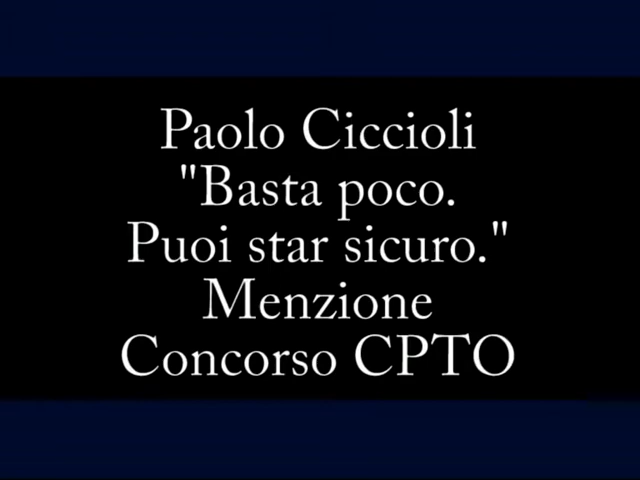 Paolo Ciccioli
"Basta poco.
Puoi star sicuro."
Menzione
Concorso CPTO